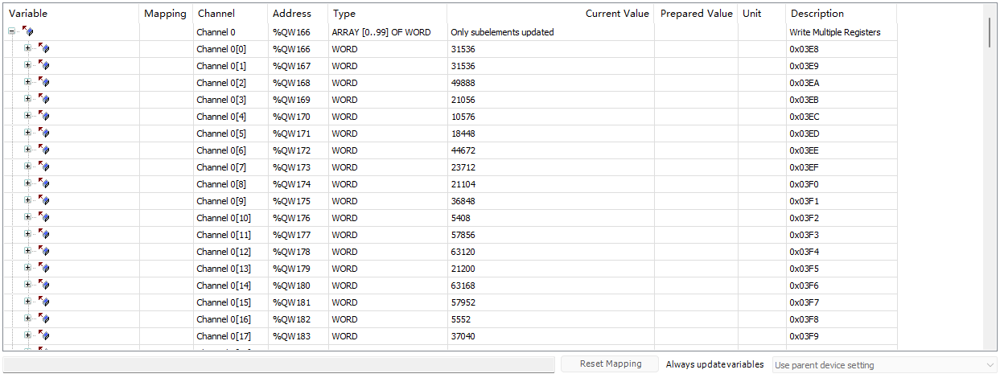 Variable Mapping Channel Address Type Current Value Prepared Value Unit Description
Channel 0 %QW166 ARRAY [0..99] OF WORD Only subelements updated Write Multiple Registers
Channel 0[0] %QW166 WORD 31536 0x03E8
Channel 0[1] %QW167 WORD 31536 0x03E9
Channel 0[2] %QW168 WORD 49888 0x03EA
Channel 0[3] %QW169 WORD 21056 0x03EB
Channel 0[4] %QW170 WORD 10576 0x03EC
Channel 0[5] %QW171 WORD 18448 0x03ED
Channel 0[6] %QW172 WORD 44672 0x03EE
Channel 0[7] %QW173 WORD 23712 0x03EF
Channel 0[8] %QW174 WORD 21104 0x03F0
Channel 0[9] %QW175 WORD 36848 0x03F1
Channel 0[10] %QW176 WORD 5408 0x03F2
Channel 0[11] %QW177 WORD 57856 0x03F3
Channel 0[12] %QW178 WORD 63120 0x03F4
Channel 0[13] %QW179 WORD 21200 0x03F5
Channel 0[14] %QW180 WORD 63168 0x03F6
Channel 0[15] %QW181 WORD 57952 0x03F7
Channel 0[16] %QW182 WORD 5552 0x03F8
Channel 0[17] %QW183 WORD 37040 0x03F9
Reset Mapping Always update variables Use parent device setting